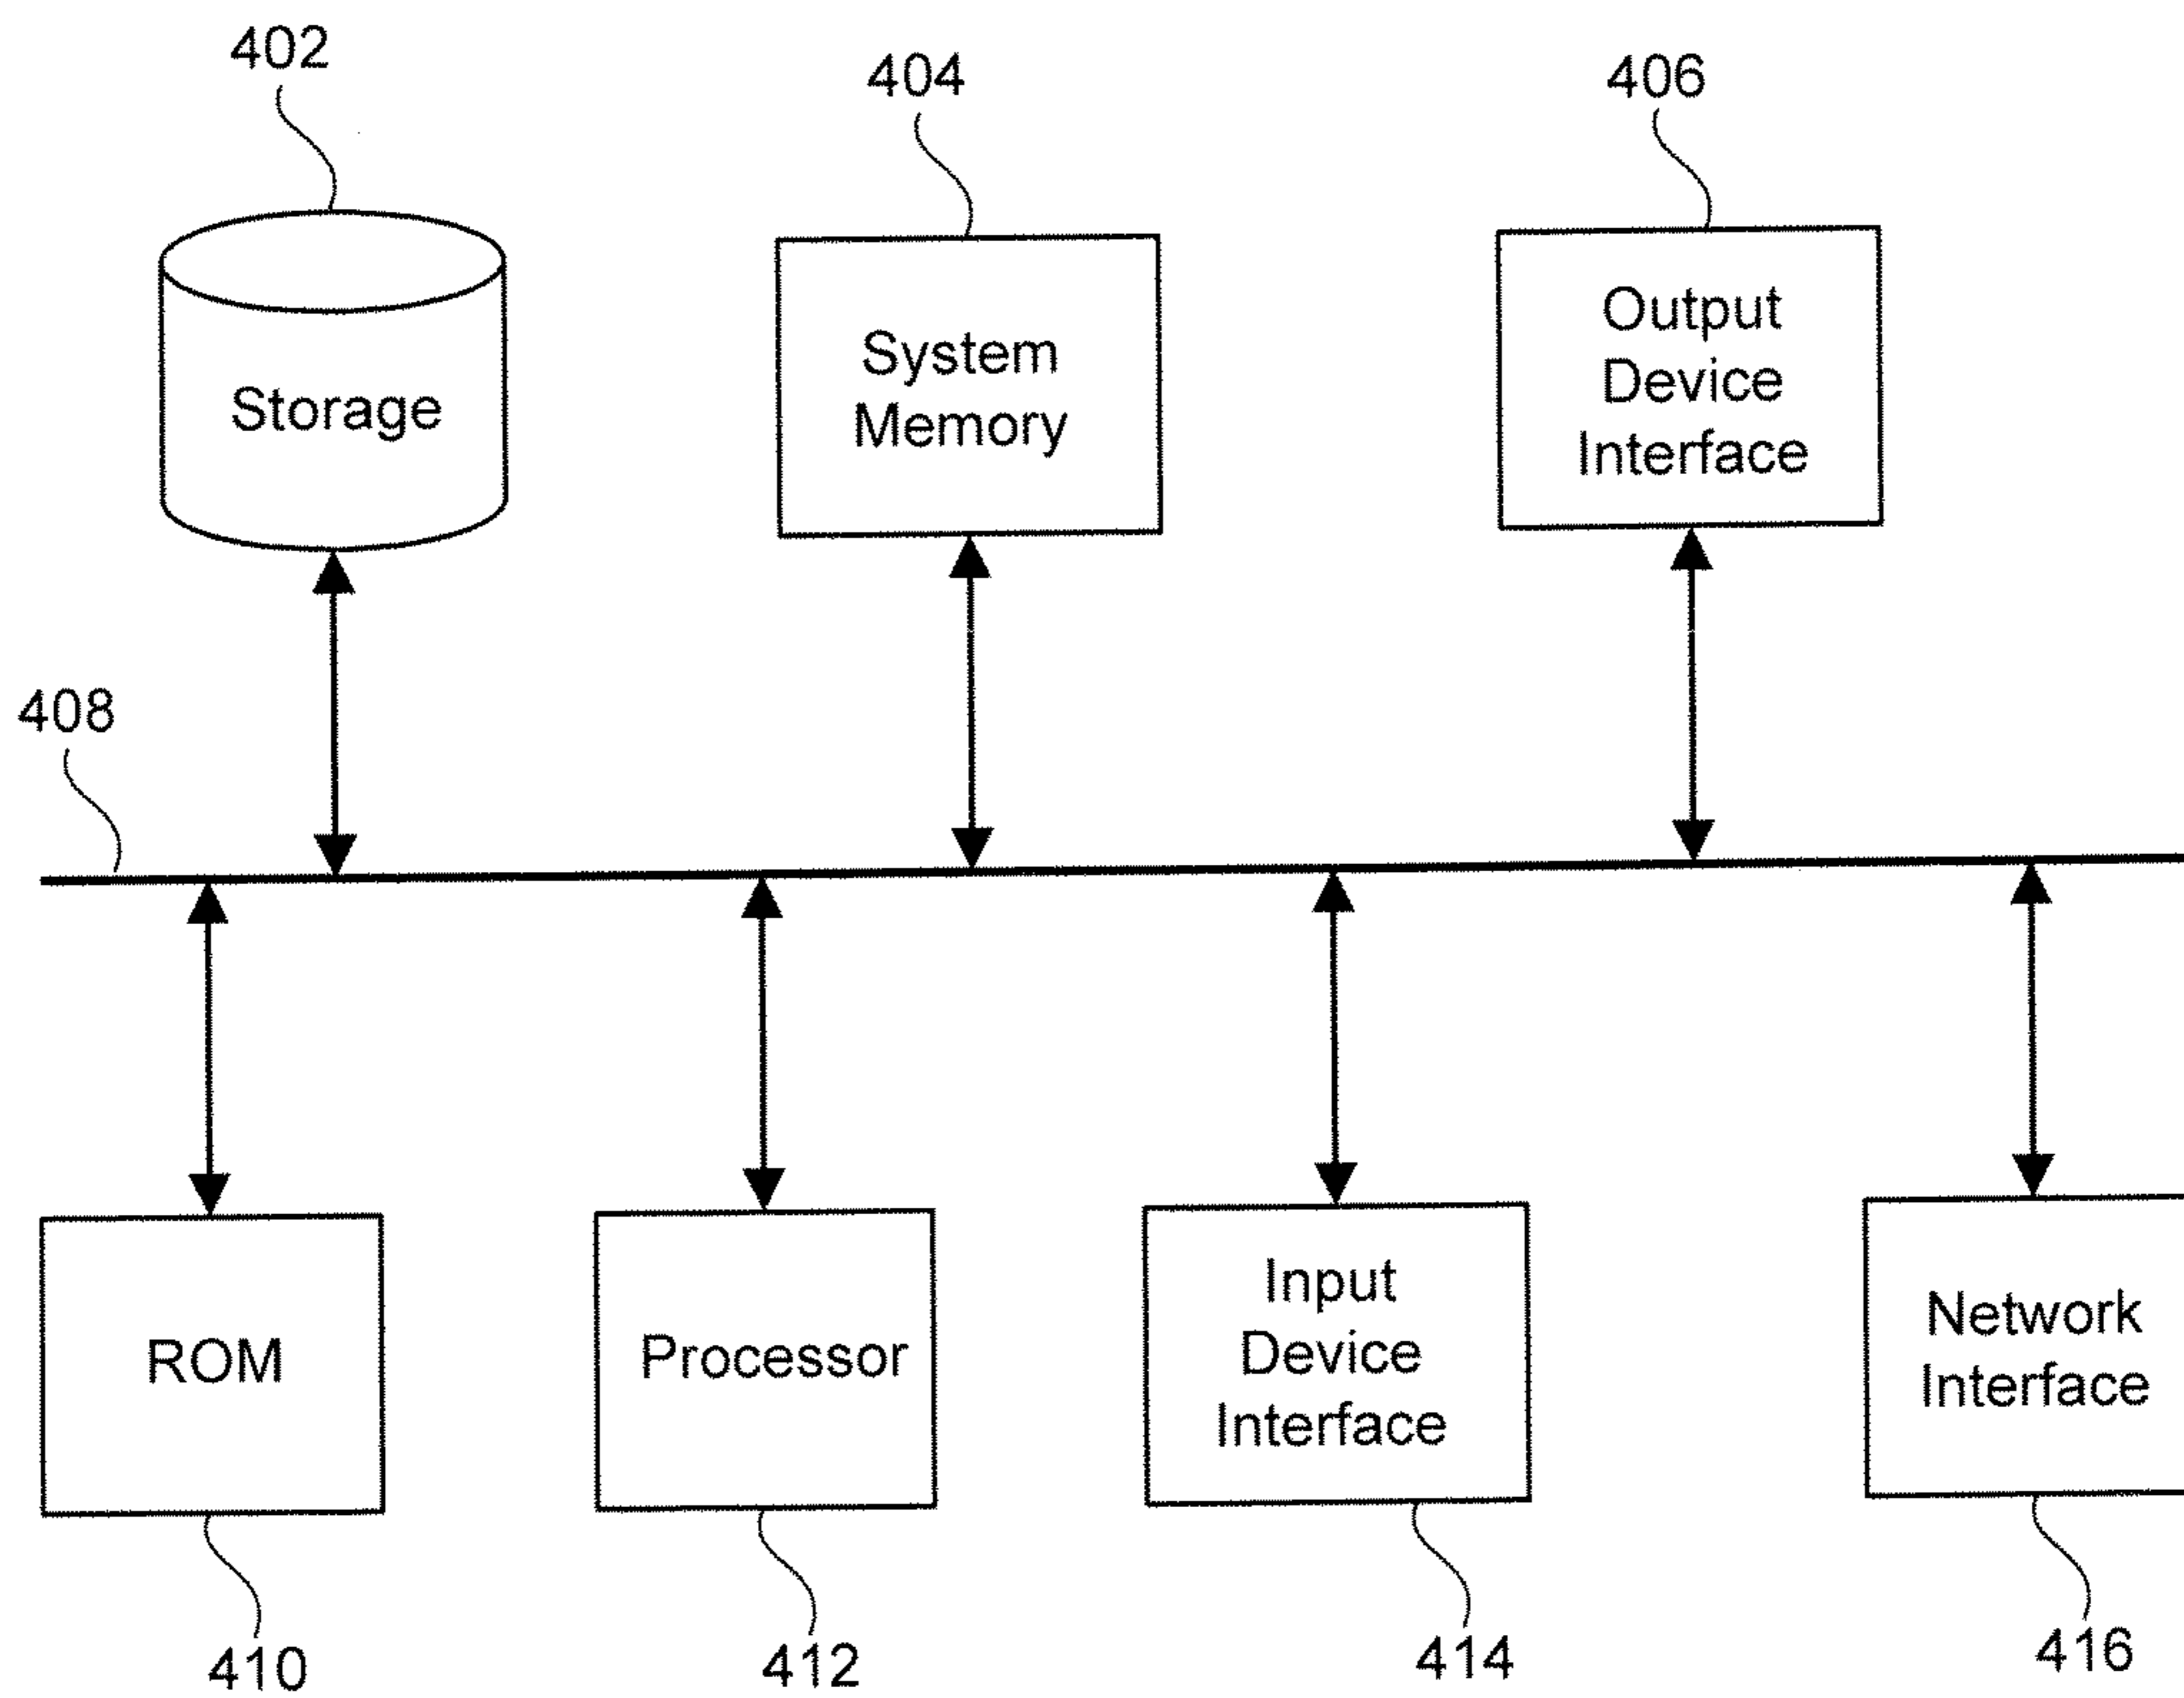 402
404
406
Storage
System
Memory
Output
Device
Interface
408
ROM
Processor
Input
Device
Interface
Network
Interface
410
412
414
416